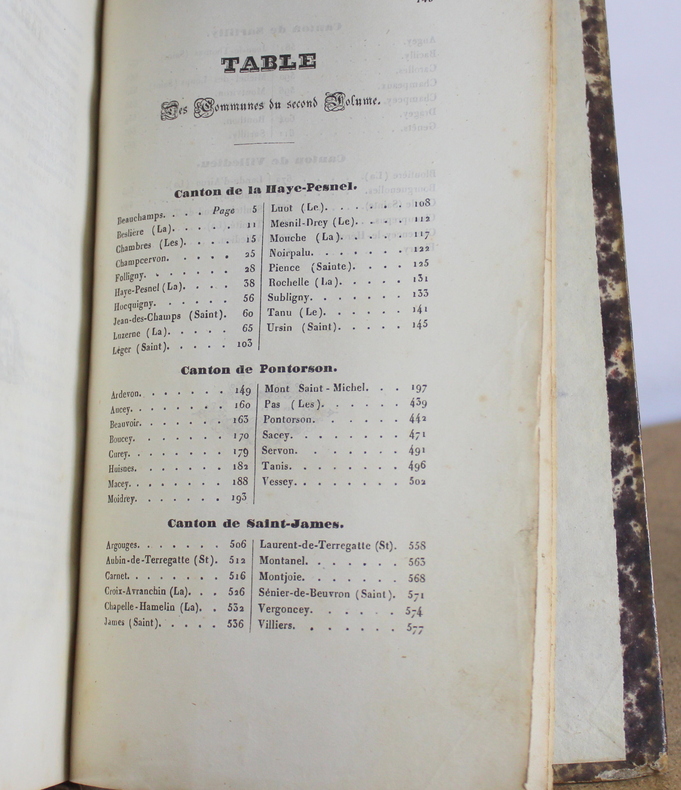 TABLE
Des Communes du second Volume.
Canton de la Haye-Pesnel.
Beauchamps. . . . . Page 5
Beslière (La). . . . . . 11
Chambres (Les). . . . . 15
Champcervon. . . . . 25
Folligny. . . . . . 28
Haye-Pesnel (La). . . . 38
Hocquigny. . . . . . 56
Jean-des-Champs (Saint). 60
Luzerne (La). . . . . 65
Léger (Saint). . . . . 103
Luot (Le). . . . . . . 108
Mesnil-Drey (Le). . . . . 112
Mouche (La). . . . . . 117
Noirpalu. . . . . . . 122
Pience (Sainte). . . . . 125
Rochelle (La). . . . . . 131
Subligny. . . . . . . 133
Tanu (Le). . . . . . . 141
Ursin (Saint). . . . . . 145
Canton de Pontorson.
Ardevon. . . . . . . 149
Aucey. . . . . . . . 160
Beauvoir. . . . . . . 163
Boucey. . . . . . . 170
Curey. . . . . . . . 179
Huisnes. . . . . . . 182
Macey. . . . . . . . 188
Moidrey. . . . . . . 193
Mont Saint-Michel. . . 197
Pas (Les). . . . . . 439
Pontorson. . . . . . 442
Sacey. . . . . . . . 471
Servon. . . . . . . 491
Tanis. . . . . . . . 496
Vessey. . . . . . . 502
Canton de Saint-James.
Argouges. . . . . . . 506
Aubin-de-Terregatte (St). 512
Carnet. . . . . . . . 516
Croix-Avranchin (La). . . 526
Chapelle-Hamelin (La). . 532
James (Saint). . . . . 536
Laurent-de-Terregatte (St). 558
Montanel. . . . . . . 563
Montjoie. . . . . . . 568
Sénier-de-Beuvron (Saint). 571
Vergoncey. . . . . . 574
Villiers. . . . . . . . 577